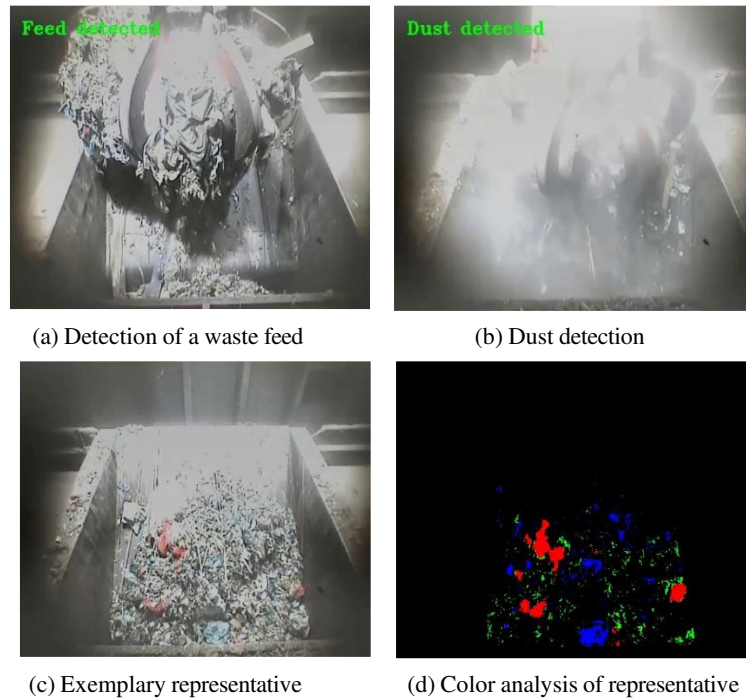 Feed detected
Dust detected
(a) Detection of a waste feed
(b) Dust detection
(c) Exemplary representative
(d) Color analysis of representative